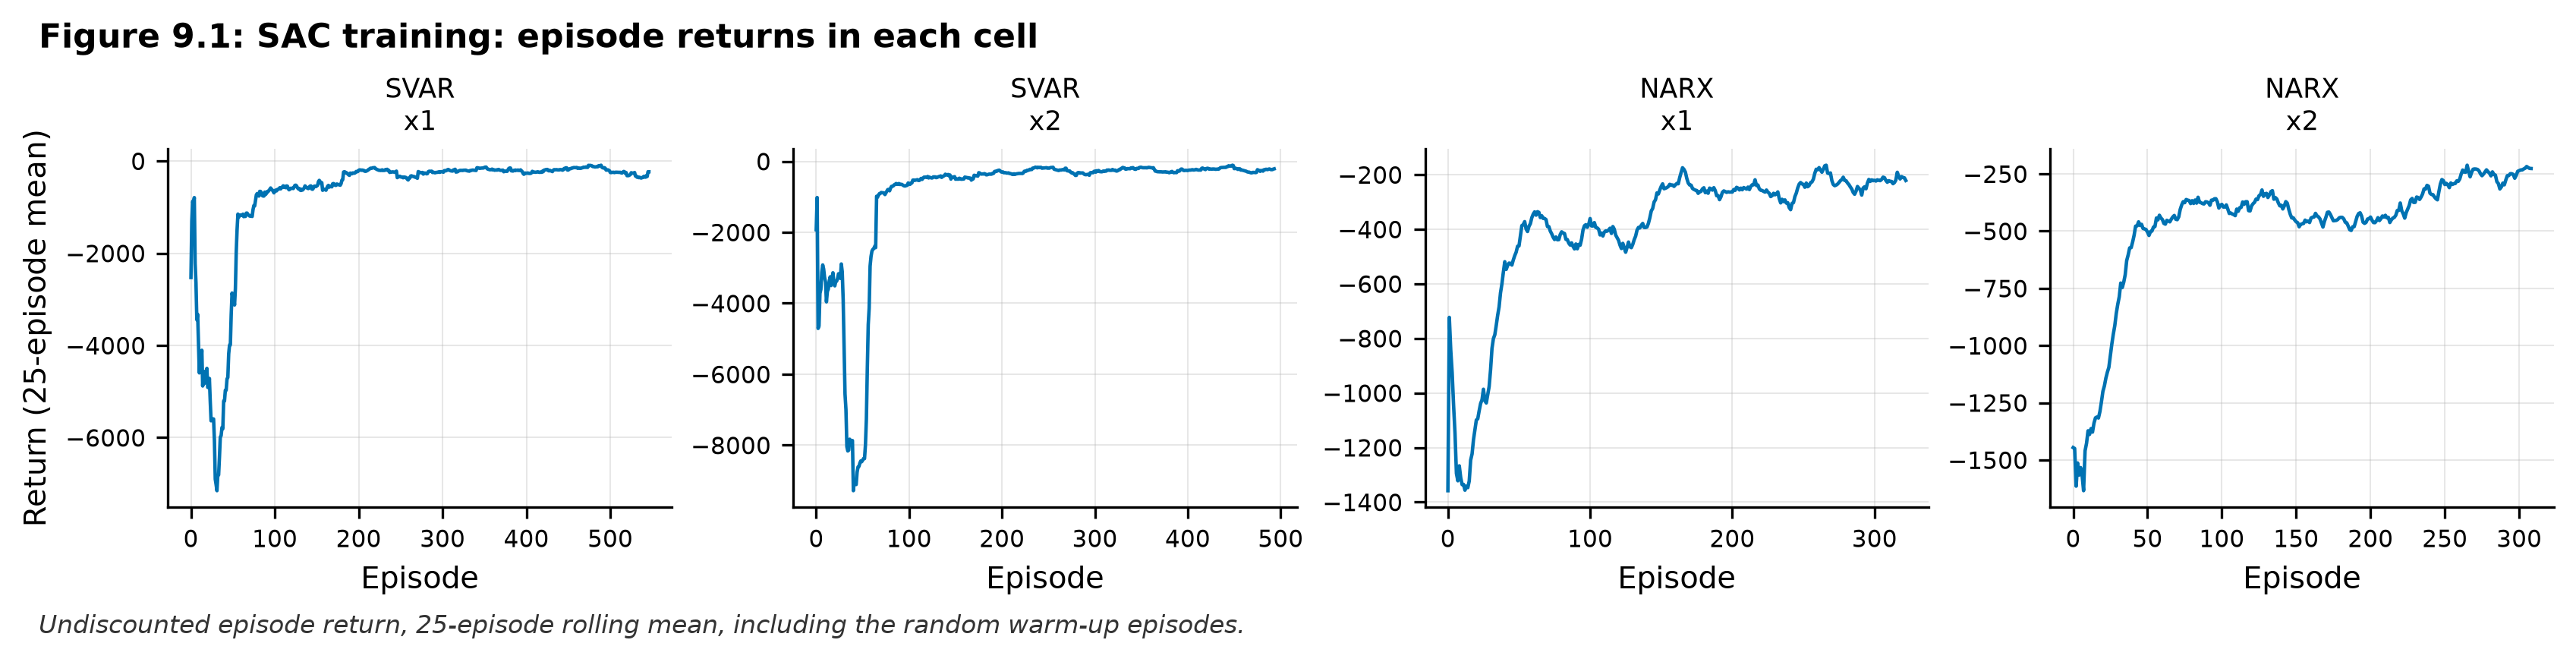 Figure 9.1: SAC training: episode returns in each cell
SVAR
x1
SVAR
x2
NARX
x1
NARX
x2
Return (25-episode mean)
0
−2000
−4000
−6000
0 100 200 300 400 500
Episode
0
−2000
−4000
−6000
−8000
0 100 200 300 400 500
Episode
−200
−400
−600
−800
−1000
−1200
−1400
0 100 200 300
Episode
−250
−500
−750
−1000
−1250
−1500
0 50 100 150 200 250 300
Episode
Undiscounted episode return, 25-episode rolling mean, including the random warm-up episodes.